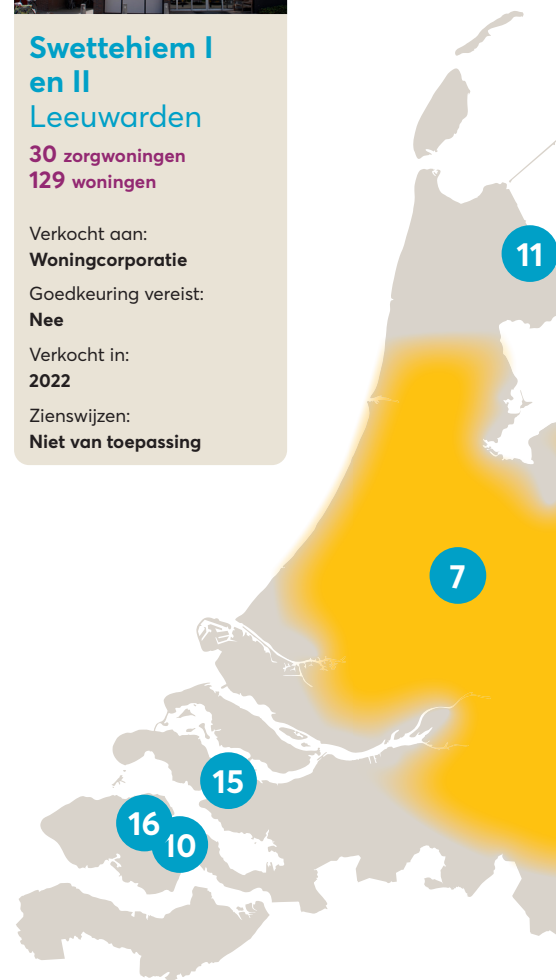 Swettehiem I
en II
Leeuwarden
30 zorgwoningen
129 woningen
Verkocht aan:
Woningcorporatie
Goedkeuring vereist:
Nee
Verkocht in:
2022
Zienswijzen:
Niet van toepassing
11
7
15
16
10